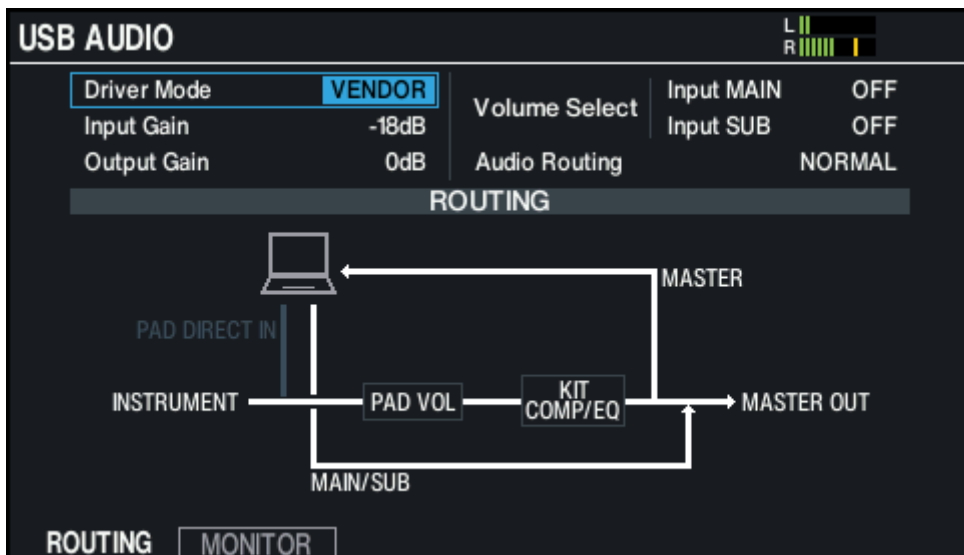 USB AUDIO
L
R
Driver Mode VENDOR
Input Gain -18dB
Output Gain 0dB
Volume Select
Input MAIN OFF
Input SUB OFF
Audio Routing NORMAL
ROUTING
MASTER
PAD DIRECT IN
INSTRUMENT
PAD VOL
KIT
COMP/EQ
MASTER OUT
MAIN/SUB
ROUTING MONITOR